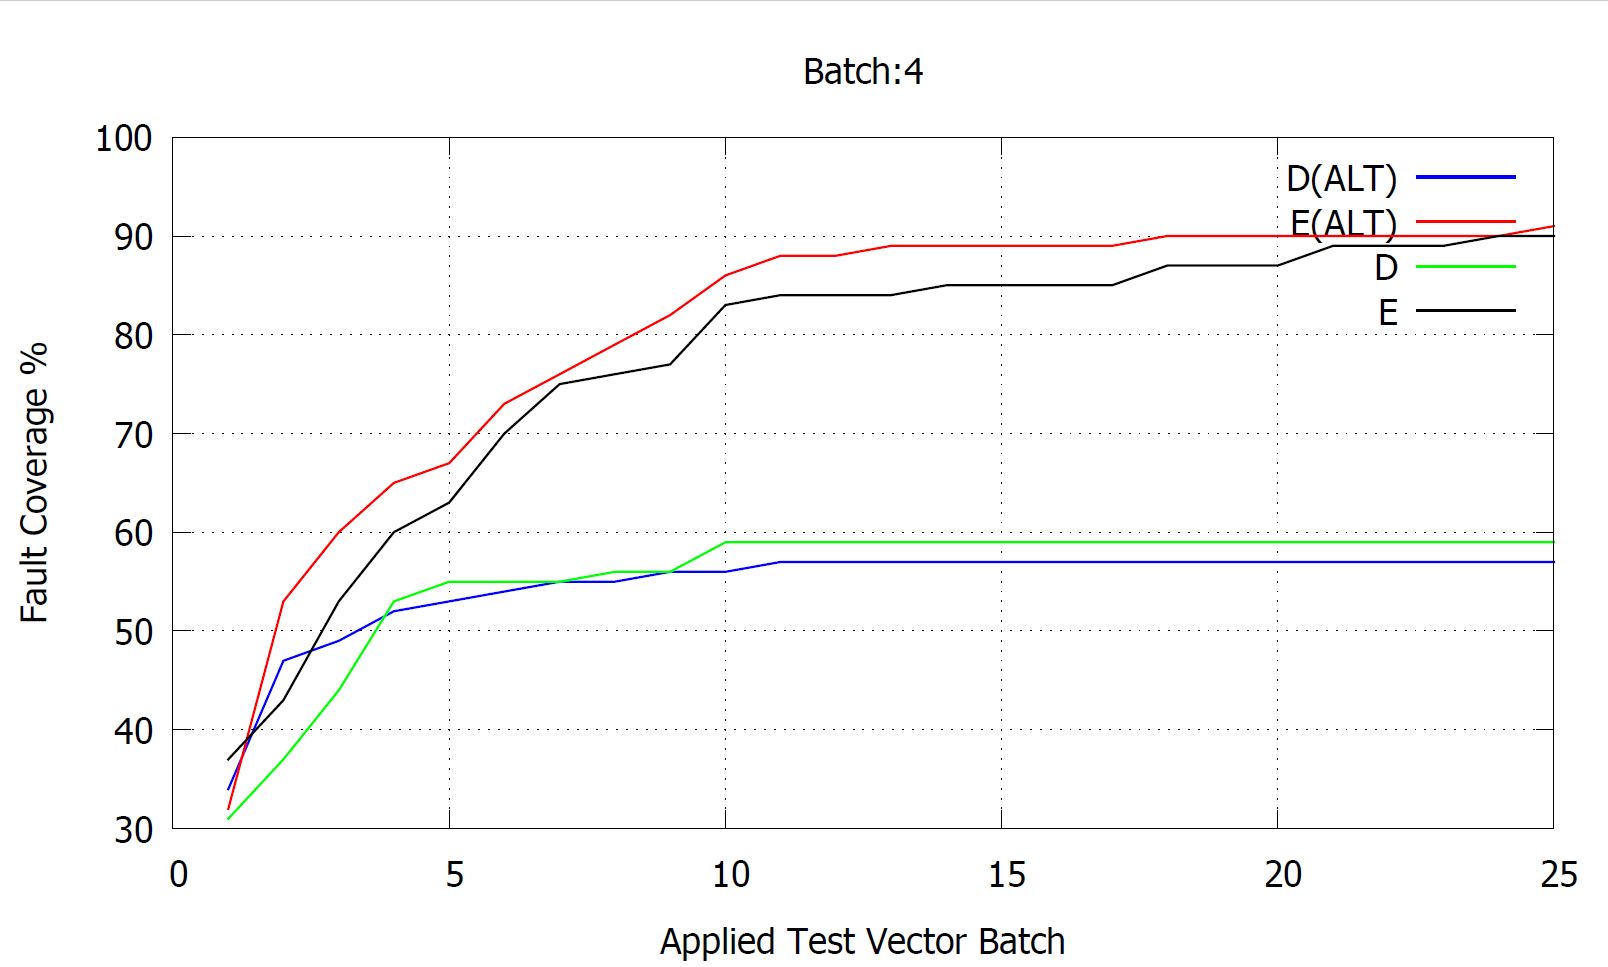 Batch:4
100
90
80
70
60
50
40
30
Fault Coverage %
D(ALT)
E(ALT)
D
E
0 5 10 15 20 25
Applied Test Vector Batch